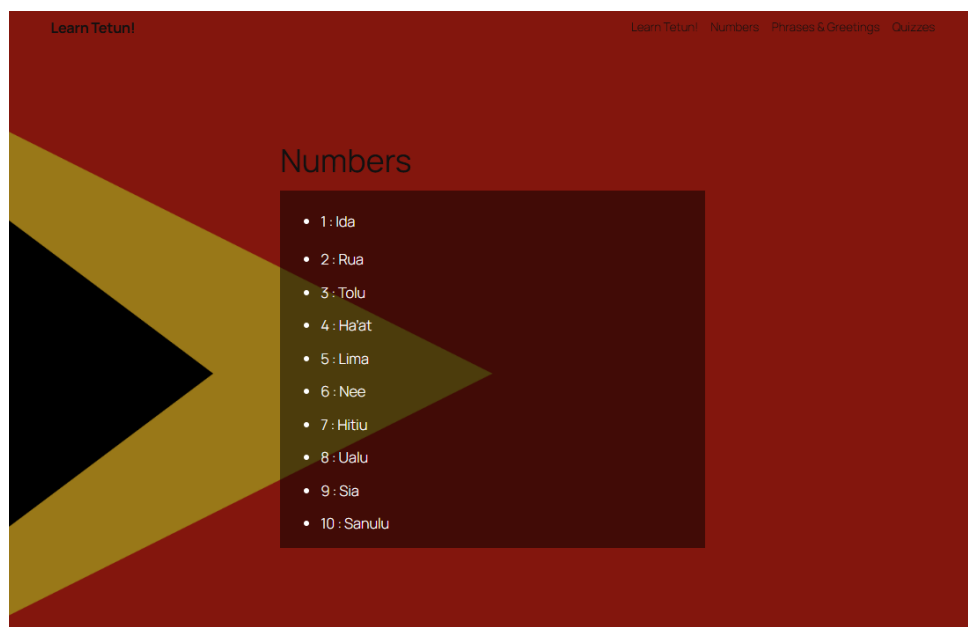 Learn Tetun!
Learn Tetun! Numbers Phrases & Greetings Quizzes
Numbers
1 : Ida
2 : Rua
3 : Tolu
4 : Ha'at
5 : Lima
6 : Nee
7 : Hitiu
8 : Ualu
9 : Sia
10 : Sanulu